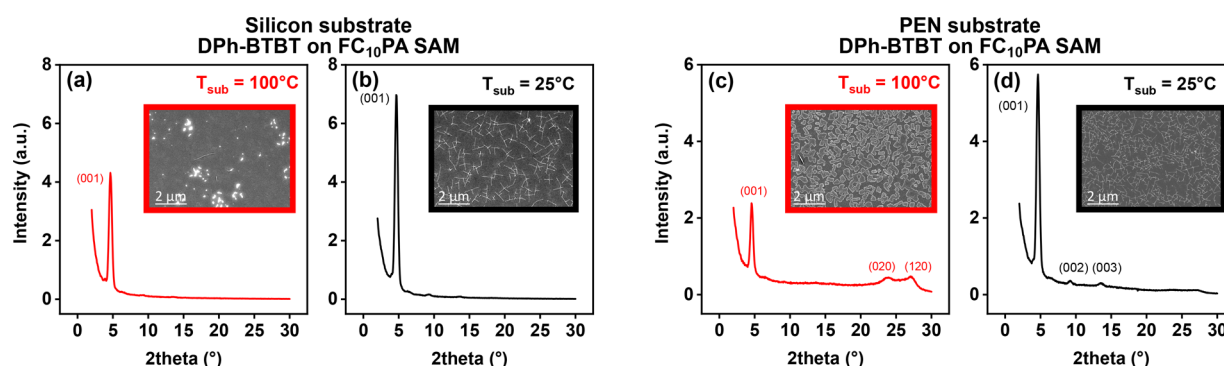 Silicon substrate
DPh-BTBT on FC₁₀PA SAM
PEN substrate
DPh-BTBT on FC₁₀PA SAM
(a)
T_sub = 100°C
(001)
2 µm
Intensity (a.u.)
8
6
4
2
0
0 5 10 15 20 25 30
2theta (°)
(b)
T_sub = 25°C
(001)
2 µm
8
6
4
2
0
0 5 10 15 20 25 30
2theta (°)
(c)
T_sub = 100°C
(001)
(020)
(120)
2 µm
Intensity (a.u.)
6
4
2
0
0 5 10 15 20 25 30
2theta (°)
(d)
T_sub = 25°C
(001)
(002)
(003)
2 µm
6
4
2
0
0 5 10 15 20 25 30
2theta (°)